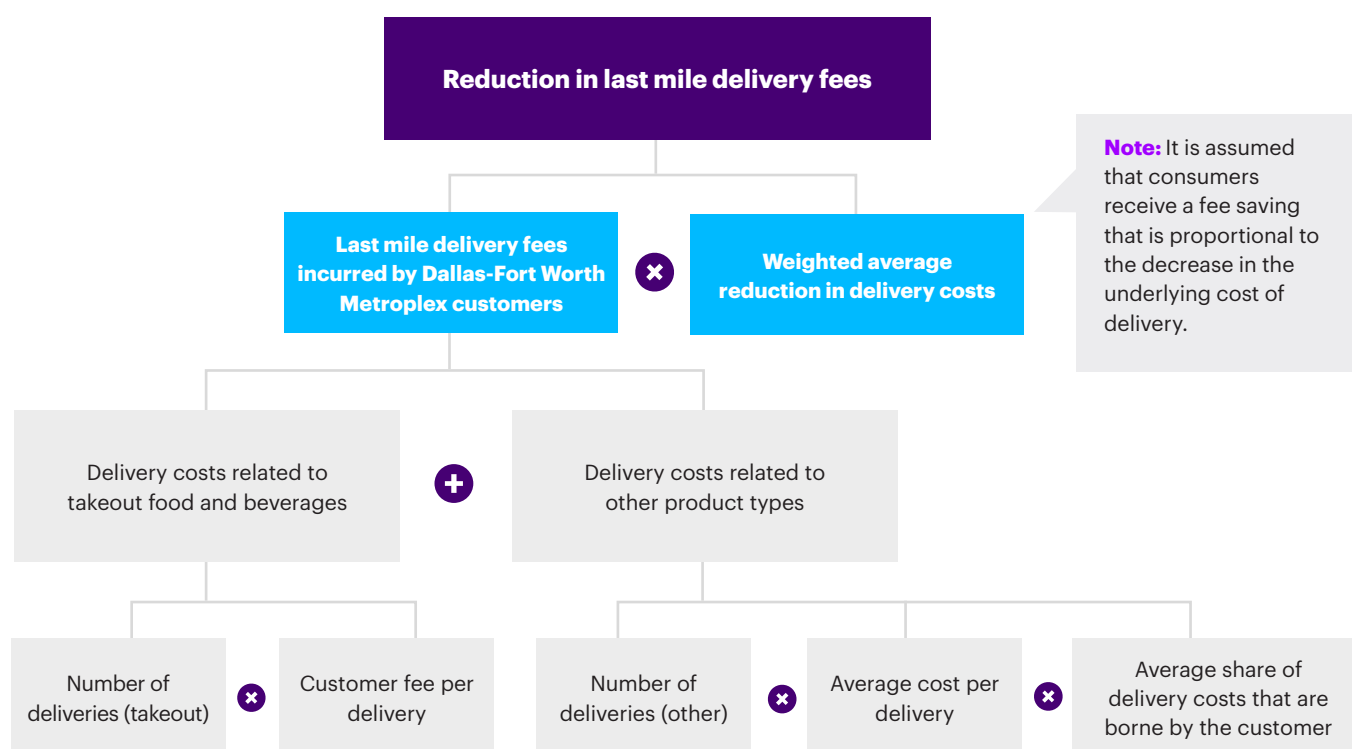 Reduction in last mile delivery fees
Note: It is assumed
that consumers
receive a fee saving
that is proportional to
the decrease in the
underlying cost of
delivery.
Last mile delivery fees
incurred by Dallas-Fort Worth
Metroplex customers
Weighted average
reduction in delivery costs
Delivery costs related to
takeout food and beverages
Delivery costs related to
other product types
Number of
deliveries (takeout)
Customer fee per
delivery
Number of
deliveries (other)
Average cost per
delivery
Average share of
delivery costs that are
borne by the customer